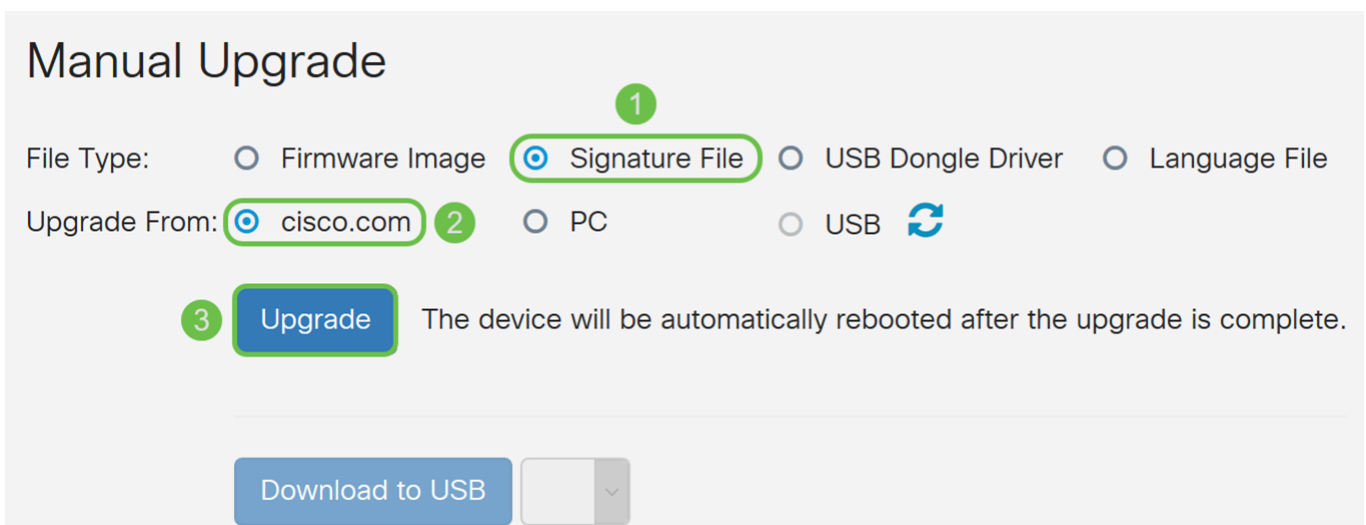 Manual Upgrade
1
File Type: Firmware Image Signature File USB Dongle Driver Language File
Upgrade From: cisco.com 2 PC USB
3 Upgrade The device will be automatically rebooted after the upgrade is complete.
Download to USB